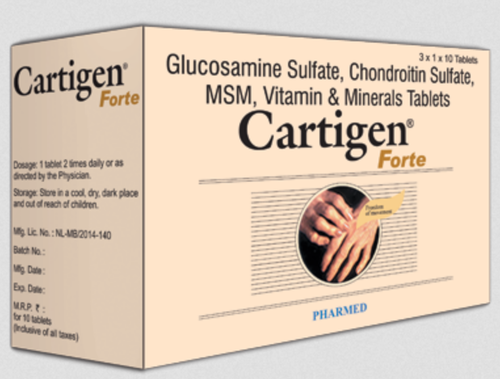 Cartigen®
Forte
Dosage: 1 tablet 2 times daily or as
directed by the Physician.
Storage: Store in a cool, dry, dark place
and out of reach of children.
Mfg. Lic. No. : NL-MB/2014-140
Batch No. :
Mfg. Date :
Exp. Date :
M.R.P. ₹ :
for 10 tablets
(Inclusive of all taxes)
3 x 1 x 10 Tablets
Glucosamine Sulfate, Chondroitin Sulfate,
MSM, Vitamin & Minerals Tablets
Cartigen®
Forte
Freedom
of movement
PHARMED